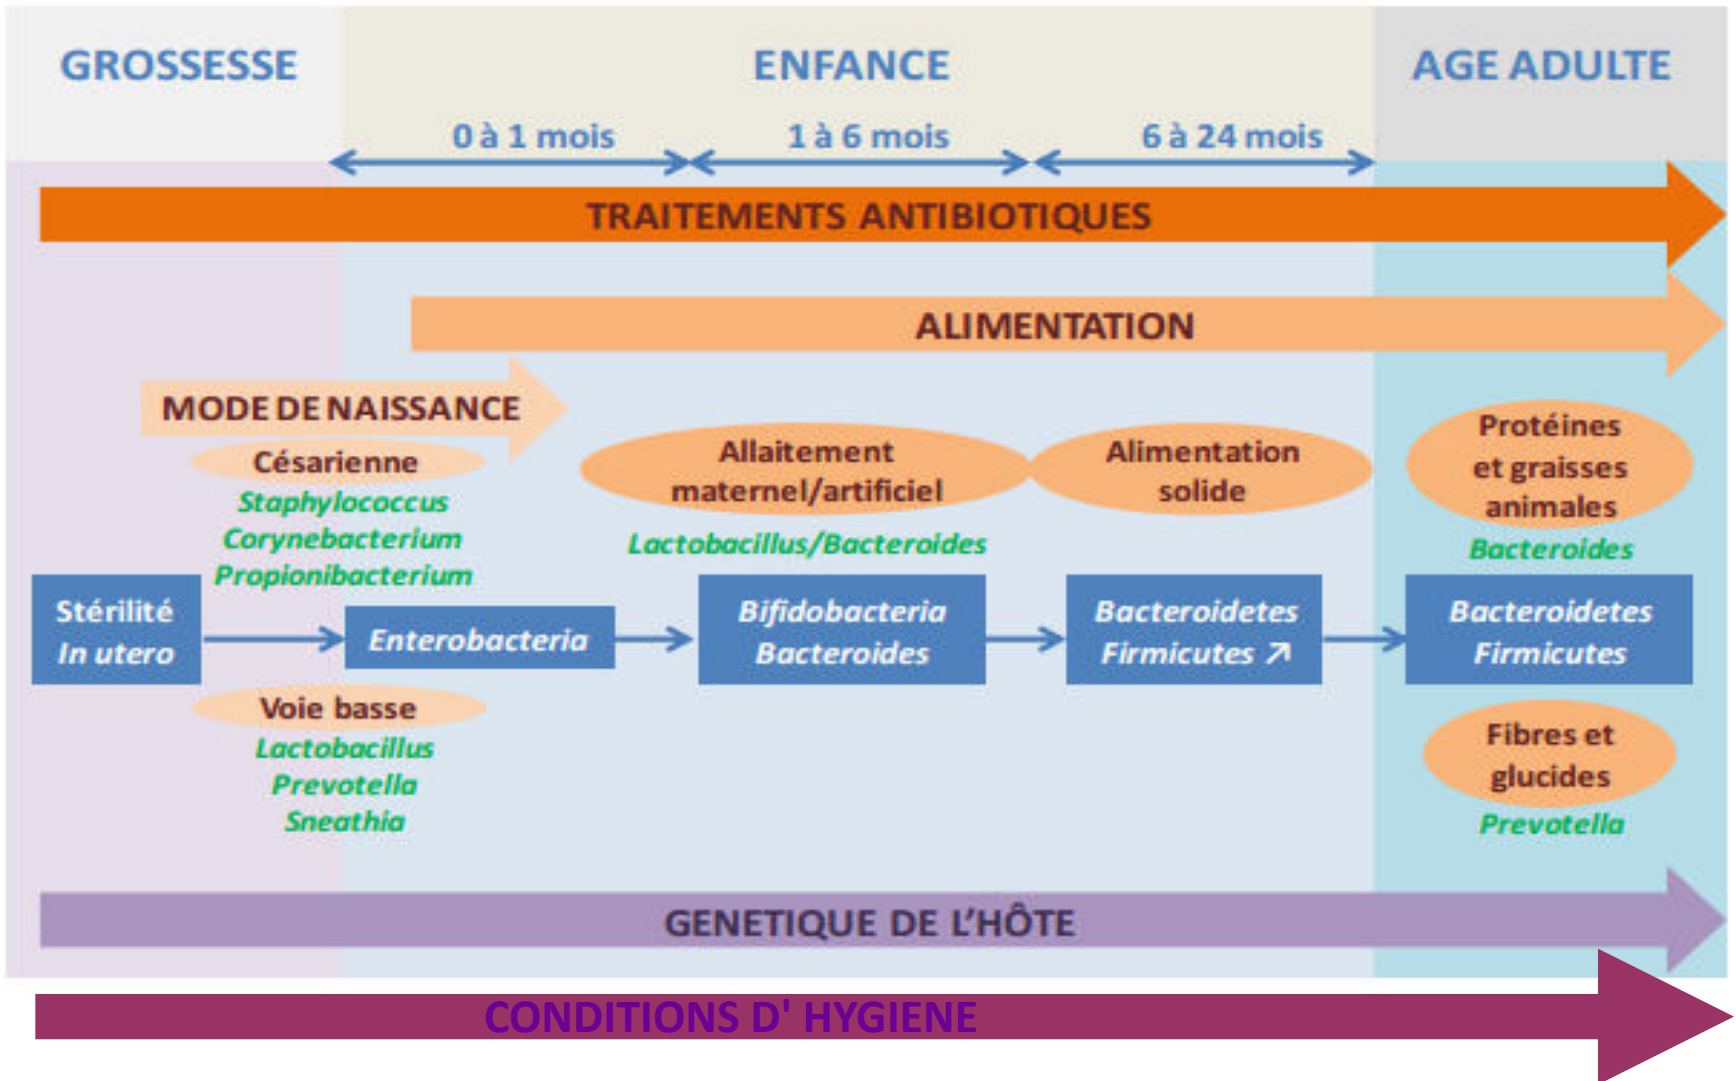 GROSSESSE
ENFANCE
AGE ADULTE
0 à 1 mois
1 à 6 mois
6 à 24 mois
TRAITEMENTS ANTIBIOTIQUES
ALIMENTATION
MODE DE NAISSANCE
Césarienne
Staphylococcus
Corynebacterium
Propionibacterium
Allaitement
maternel/artificiel
Lactobacillus/Bacteroides
Alimentation
solide
Protéines
et graisses
animales
Bacteroides
Stérilité
In utero
Enterobacteria
Bifidobacteria
Bacteroides
Bacteroidetes
Firmicutes ↗
Bacteroidetes
Firmicutes
Voie basse
Lactobacillus
Prevotella
Sneathia
Fibres et
glucides
Prevotella
GENETIQUE DE L'HÔTE
CONDITIONS D' HYGIENE